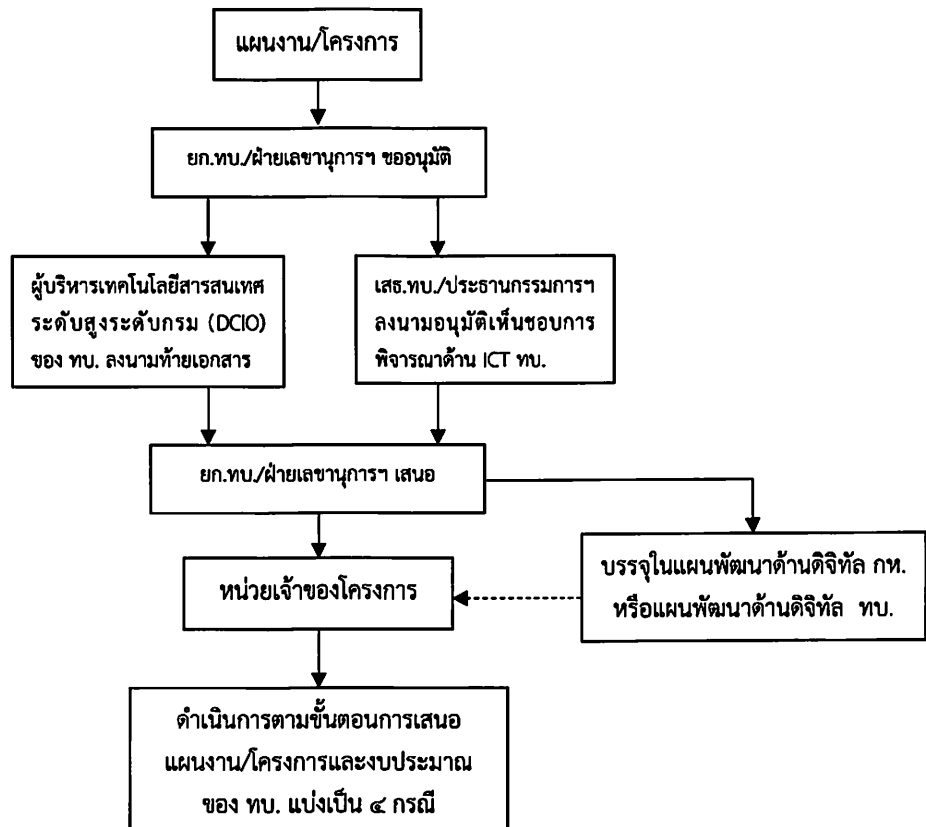 แผนงาน/โครงการ
ยก.ทบ./ฝ่ายเลขานุการฯ ขออนุมัติ
ผู้บริหารเทคโนโลยีสารสนเทศ
ระดับสูงระดับกรม (DCIO)
ของ ทบ. ลงนามท้ายเอกสาร
เสธ.ทบ./ประธานกรรมการฯ
ลงนามอนุมัติเห็นชอบการ
พิจารณาด้าน ICT ทบ.
ยก.ทบ./ฝ่ายเลขานุการฯ เสนอ
หน่วยเจ้าของโครงการ
บรรจุในแผนพัฒนาด้านดิจิทัล กห.
หรือแผนพัฒนาด้านดิจิทัล ทบ.
ดำเนินการตามขั้นตอนการเสนอ
แผนงาน/โครงการและงบประมาณ
ของ ทบ. แบ่งเป็น ๔ กรณี